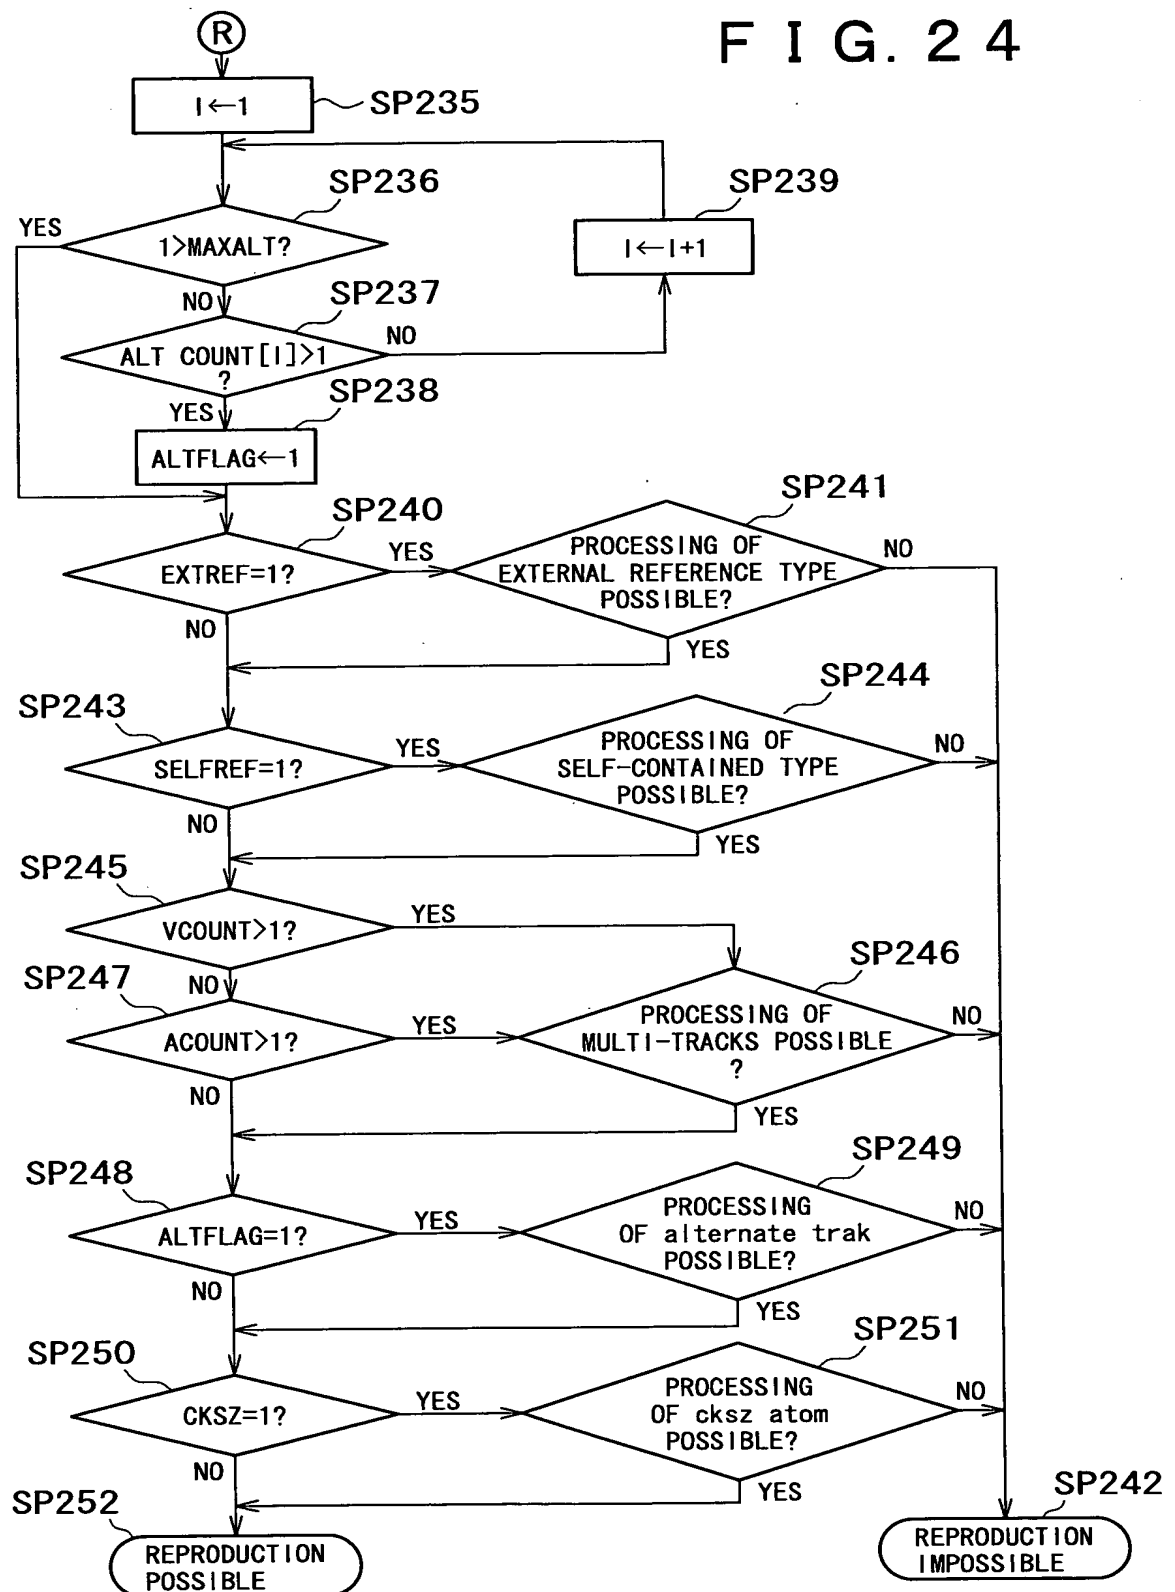 FIG. 24
R
I←1
SP235
SP236
1>MAXALT?
YES
NO
SP239
I←I+1
SP237
ALT COUNT[I]>1
?
NO
YES
SP238
ALTFLAG←1
SP240
EXTREF=1?
YES
NO
SP241
PROCESSING OF
EXTERNAL REFERENCE TYPE
POSSIBLE?
NO
YES
SP243
SELFREF=1?
YES
NO
SP244
PROCESSING OF
SELF-CONTAINED TYPE
POSSIBLE?
NO
YES
SP245
VCOUNT>1?
YES
NO
SP247
ACOUNT>1?
YES
NO
SP246
PROCESSING OF
MULTI-TRACKS POSSIBLE
?
NO
YES
SP248
ALTFLAG=1?
YES
NO
SP249
PROCESSING
OF alternate trak
POSSIBLE?
NO
YES
SP250
CKSZ=1?
YES
NO
SP251
PROCESSING
OF cksz atom
POSSIBLE?
NO
YES
SP252
REPRODUCTION
POSSIBLE
SP242
REPRODUCTION
IMPOSSIBLE